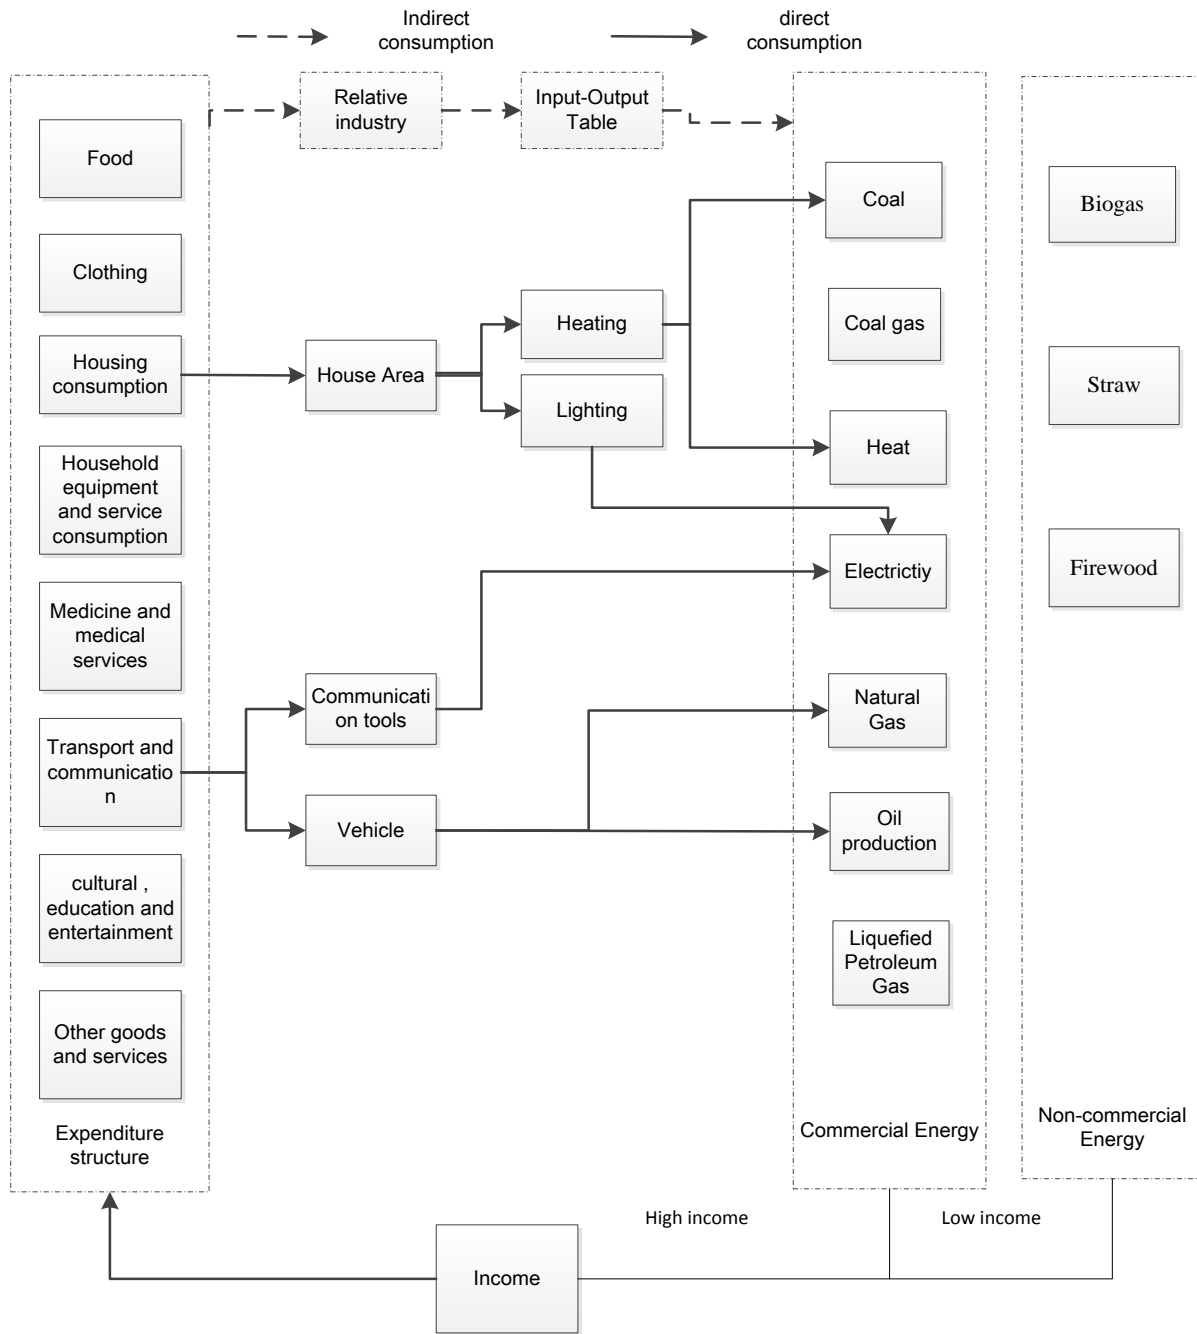 Indirect
consumption
direct
consumption
Relative
industry
Input-Output
Table
Food
Clothing
Housing
consumption
Household
equipment
and service
consumption
Medicine and
medical
services
Transport and
communicatio
n
cultural ,
education and
entertainment
Other goods
and services
Expenditure
structure
House Area
Heating
Lighting
Communicati
on tools
Vehicle
Coal
Coal gas
Heat
Electrictiy
Natural
Gas
Oil
production
Liquefied
Petroleum
Gas
Commercial Energy
Biogas
Straw
Firewood
Non-commercial
Energy
High income
Low income
Income